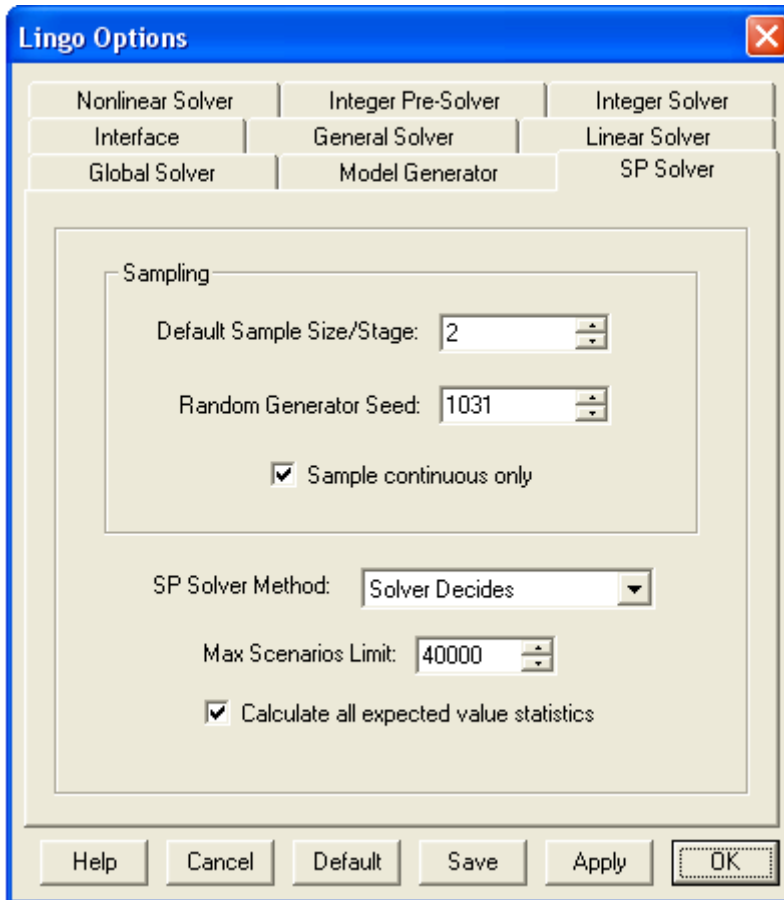 Lingo Options
Nonlinear Solver Integer Pre-Solver Integer Solver
Interface General Solver Linear Solver
Global Solver Model Generator SP Solver
Sampling
Default Sample Size/Stage: 2
Random Generator Seed: 1031
Sample continuous only
SP Solver Method: Solver Decides
Max Scenarios Limit: 40000
Calculate all expected value statistics
Help Cancel Default Save Apply OK